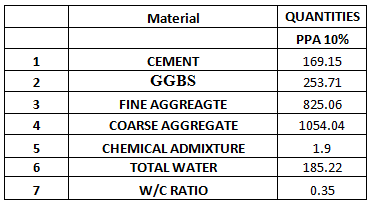 Material QUANTITIES
PPA 10%
1 CEMENT 169.15
2 GGBS 253.71
3 FINE AGGREAGTE 825.06
4 COARSE AGGREGATE 1054.04
5 CHEMICAL ADMIXTURE 1.9
6 TOTAL WATER 185.22
7 W/C RATIO 0.35